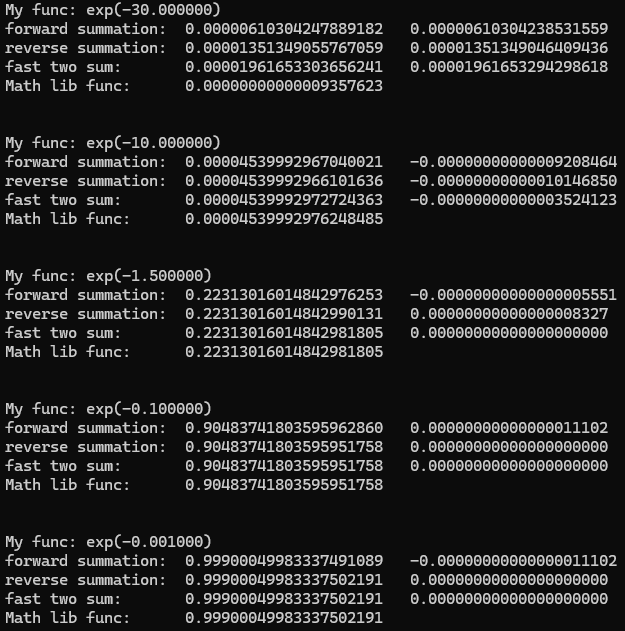 My func: exp(-30.000000)
forward summation:  0.00000610304247889182   0.00000610304238531559
reverse summation:  0.00001351349055767059   0.00001351349046409436
fast two sum:       0.00001961653303656241   0.00001961653294298618
Math lib func:      0.00000000000009357623
My func: exp(-10.000000)
forward summation:  0.00004539992967040021   -0.00000000000009208464
reverse summation:  0.00004539992966101636   -0.00000000000010146850
fast two sum:       0.00004539992972724363   -0.00000000000003524123
Math lib func:      0.00004539992976248485
My func: exp(-1.500000)
forward summation:  0.22313016014842976253   -0.00000000000000005551
reverse summation:  0.22313016014842990131   0.00000000000000008327
fast two sum:       0.22313016014842981805   0.00000000000000000000
Math lib func:      0.22313016014842981805
My func: exp(-0.100000)
forward summation:  0.90483741803595962860   0.00000000000000011102
reverse summation:  0.90483741803595951758   0.00000000000000000000
fast two sum:       0.90483741803595951758   0.00000000000000000000
Math lib func:      0.90483741803595951758
My func: exp(-0.001000)
forward summation:  0.99900049983337491089   -0.00000000000000011102
reverse summation:  0.99900049983337502191   0.00000000000000000000
fast two sum:       0.99900049983337502191   0.00000000000000000000
Math lib func:      0.99900049983337502191